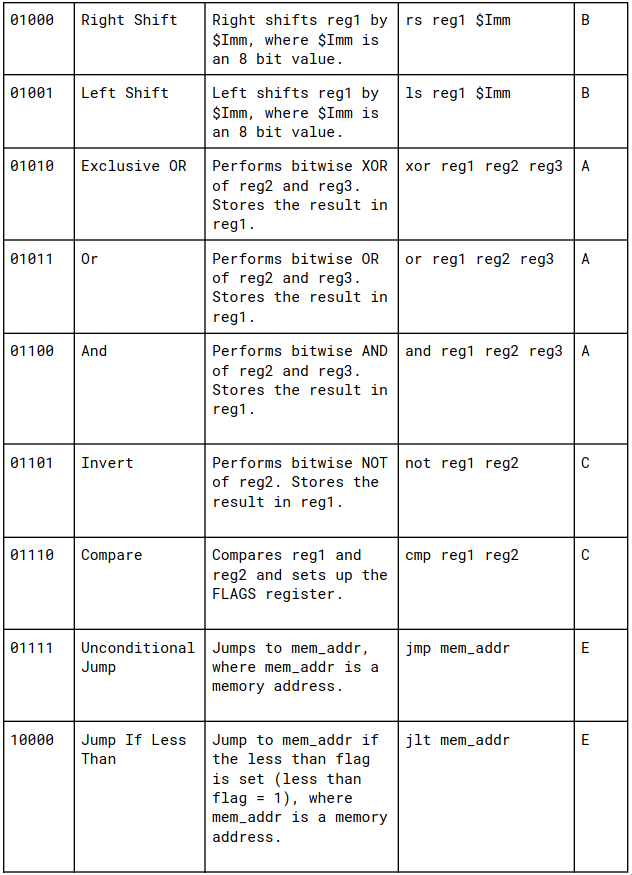 01000 Right Shift Right shifts reg1 by rs reg1 $Imm B
$Imm, where $Imm is
an 8 bit value.
01001 Left Shift Left shifts reg1 by ls reg1 $Imm B
$Imm, where $Imm is
an 8 bit value.
01010 Exclusive OR Performs bitwise XOR xor reg1 reg2 reg3 A
of reg2 and reg3.
Stores the result in
reg1.
01011 Or Performs bitwise OR or reg1 reg2 reg3 A
of reg2 and reg3.
Stores the result in
reg1.
01100 And Performs bitwise AND and reg1 reg2 reg3 A
of reg2 and reg3.
Stores the result in
reg1.
01101 Invert Performs bitwise NOT not reg1 reg2 C
of reg2. Stores the
result in reg1.
01110 Compare Compares reg1 and cmp reg1 reg2 C
reg2 and sets up the
FLAGS register.
01111 Unconditional Jumps to mem_addr, jmp mem_addr E
Jump where mem_addr is a
memory address.
10000 Jump If Less Jump to mem_addr if jlt mem_addr E
Than the less than flag
is set (less than
flag = 1), where
mem_addr is a memory
address.